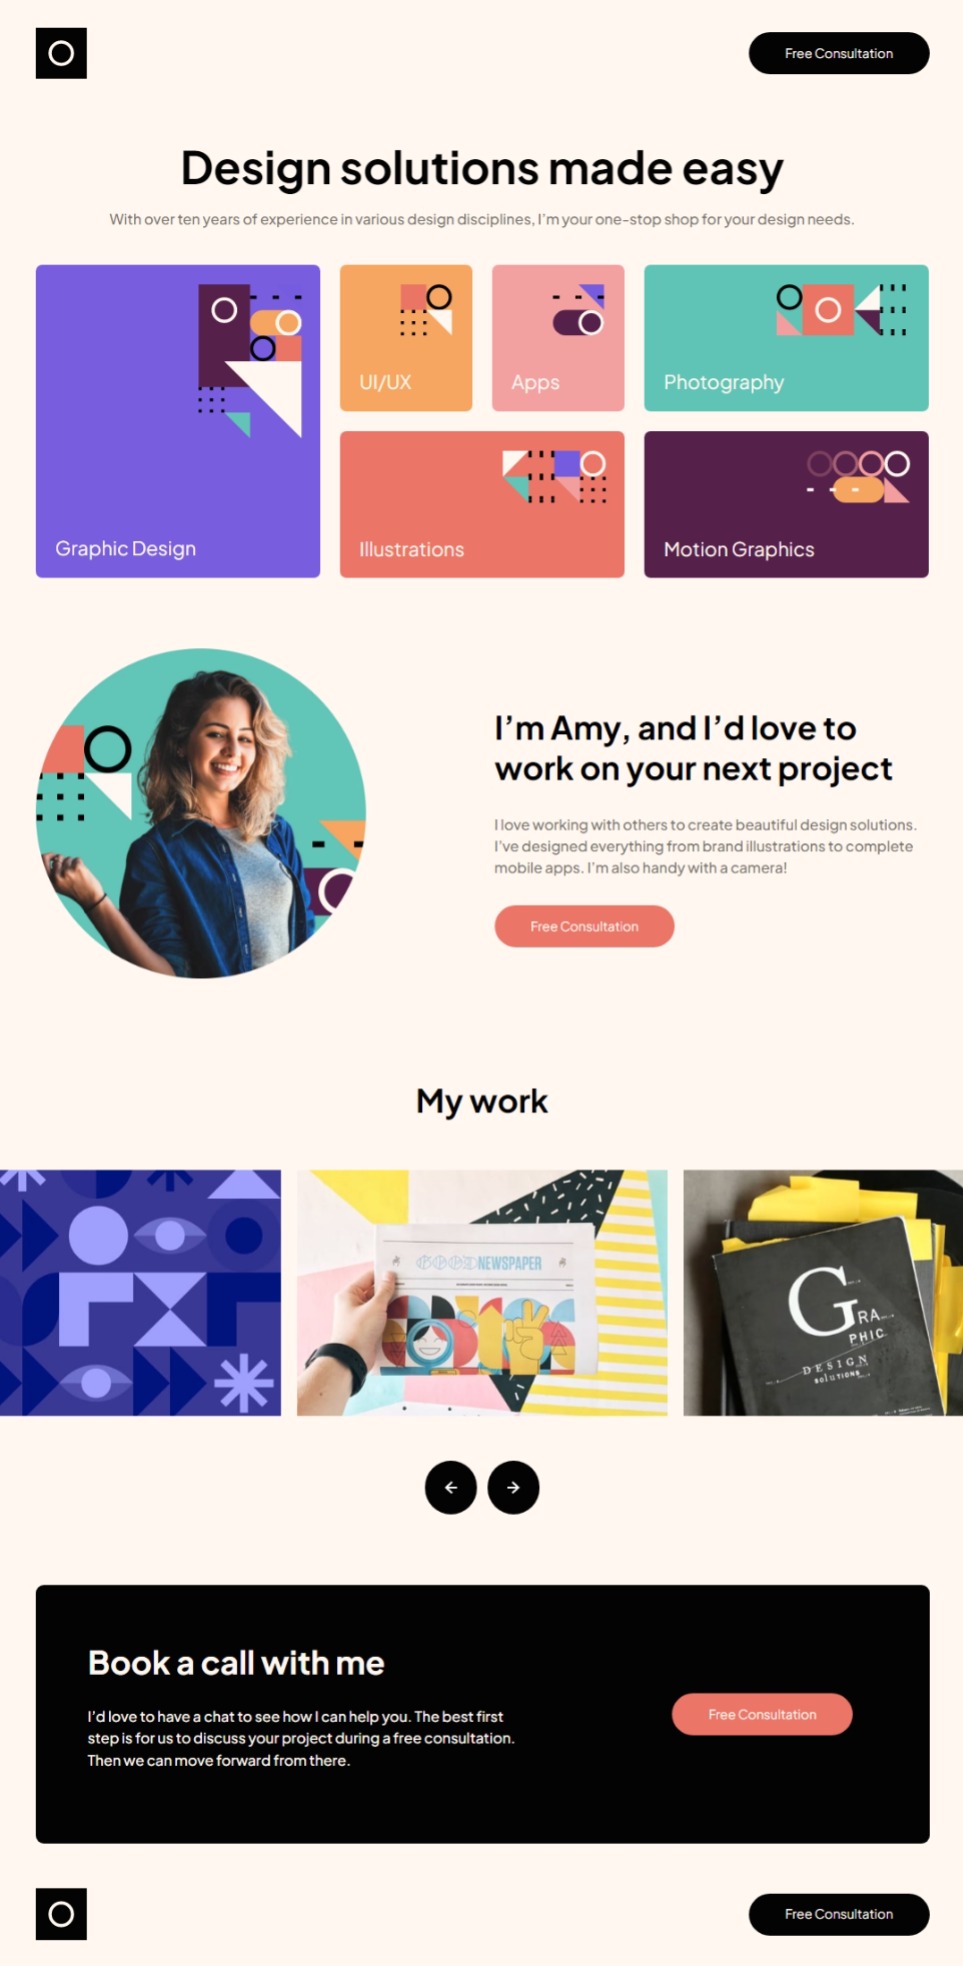 Free Consultation
Design solutions made easy
With over ten years of experience in various design disciplines, I’m your one-stop shop for your design needs.
Graphic Design
UI/UX
Apps
Photography
Illustrations
Motion Graphics
I’m Amy, and I’d love to
work on your next project
I love working with others to create beautiful design solutions.
I’ve designed everything from brand illustrations to complete
mobile apps. I’m also handy with a camera!
Free Consultation
My work
GOOD NEWSPAPER
GRA
PHIC
DESIGN
SOLUTIONS
Book a call with me
I’d love to have a chat to see how I can help you. The best first
step is for us to discuss your project during a free consultation.
Then we can move forward from there.
Free Consultation
Free Consultation